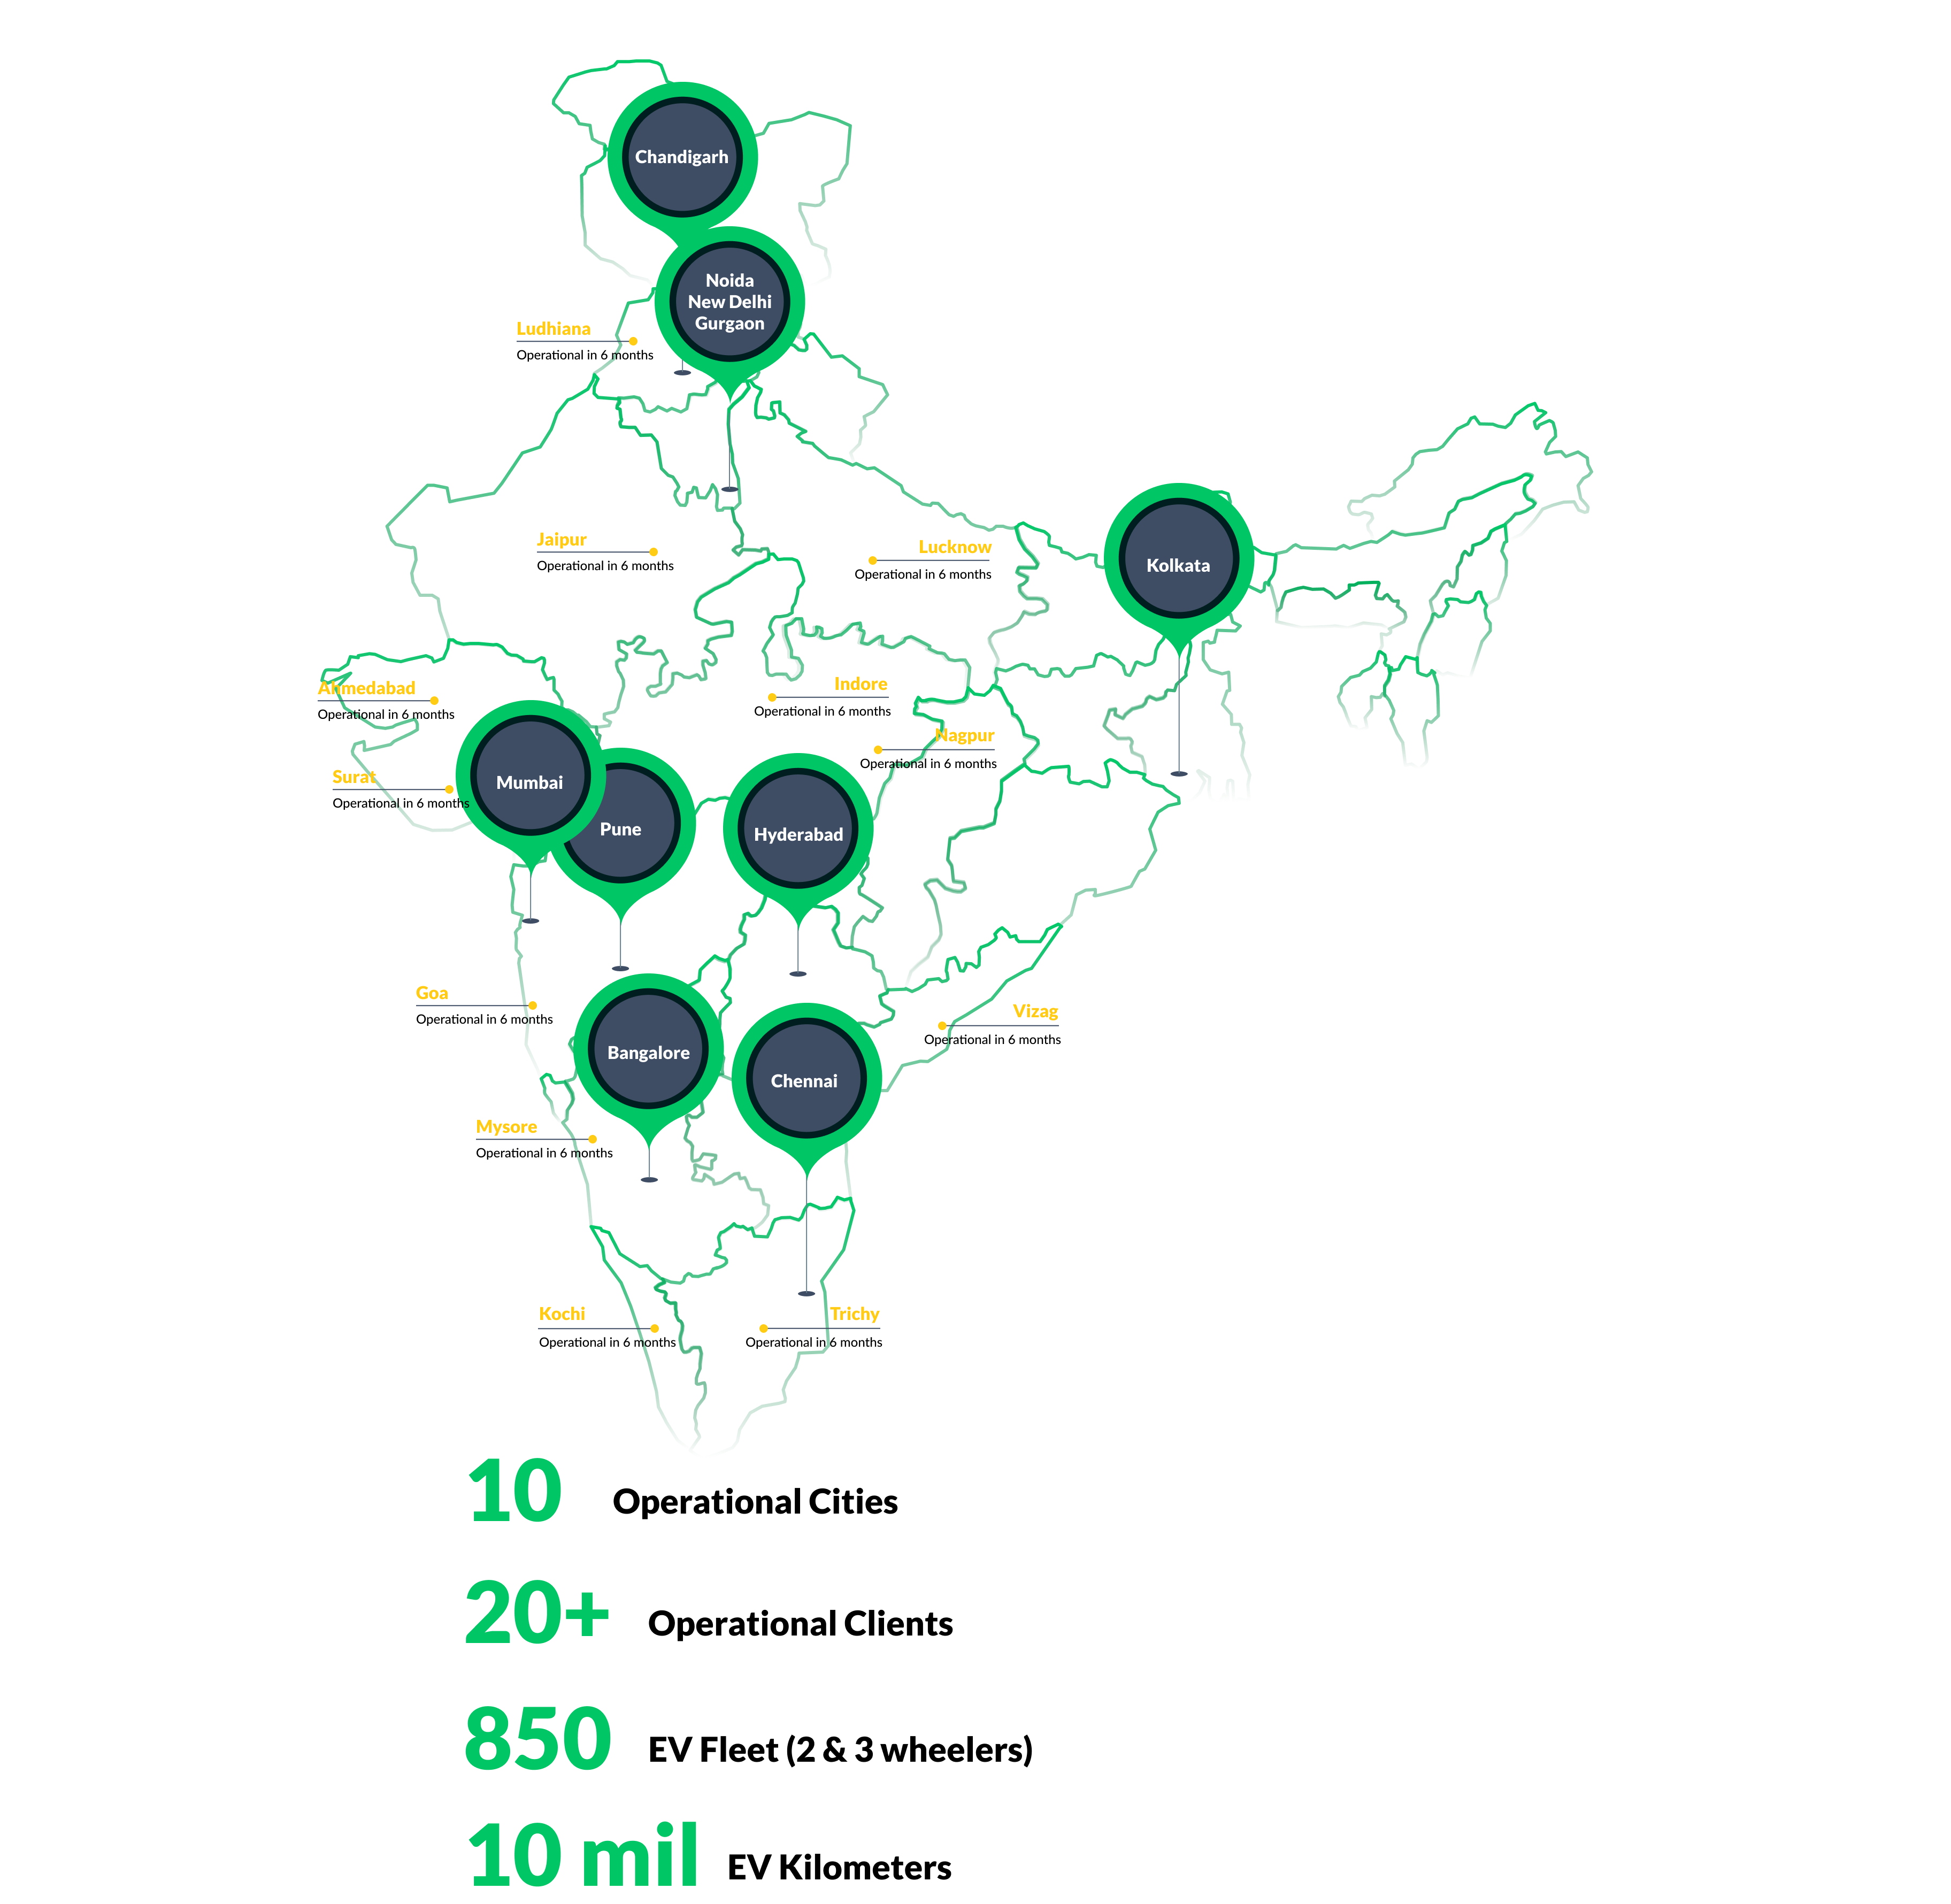 Chandigarh
Noida
New Delhi
Gurgaon
Ludhiana
Operational in 6 months
Jaipur
Operational in 6 months
Lucknow
Operational in 6 months
Kolkata
Ahmedabad
Operational in 6 months
Indore
Operational in 6 months
Nagpur
Operational in 6 months
Surat
Operational in 6 months
Mumbai
Pune
Hyderabad
Goa
Operational in 6 months
Vizag
Operational in 6 months
Bangalore
Chennai
Mysore
Operational in 6 months
Kochi
Operational in 6 months
Trichy
Operational in 6 months
10 Operational Cities
20+ Operational Clients
850 EV Fleet (2 & 3 wheelers)
10 mil EV Kilometers